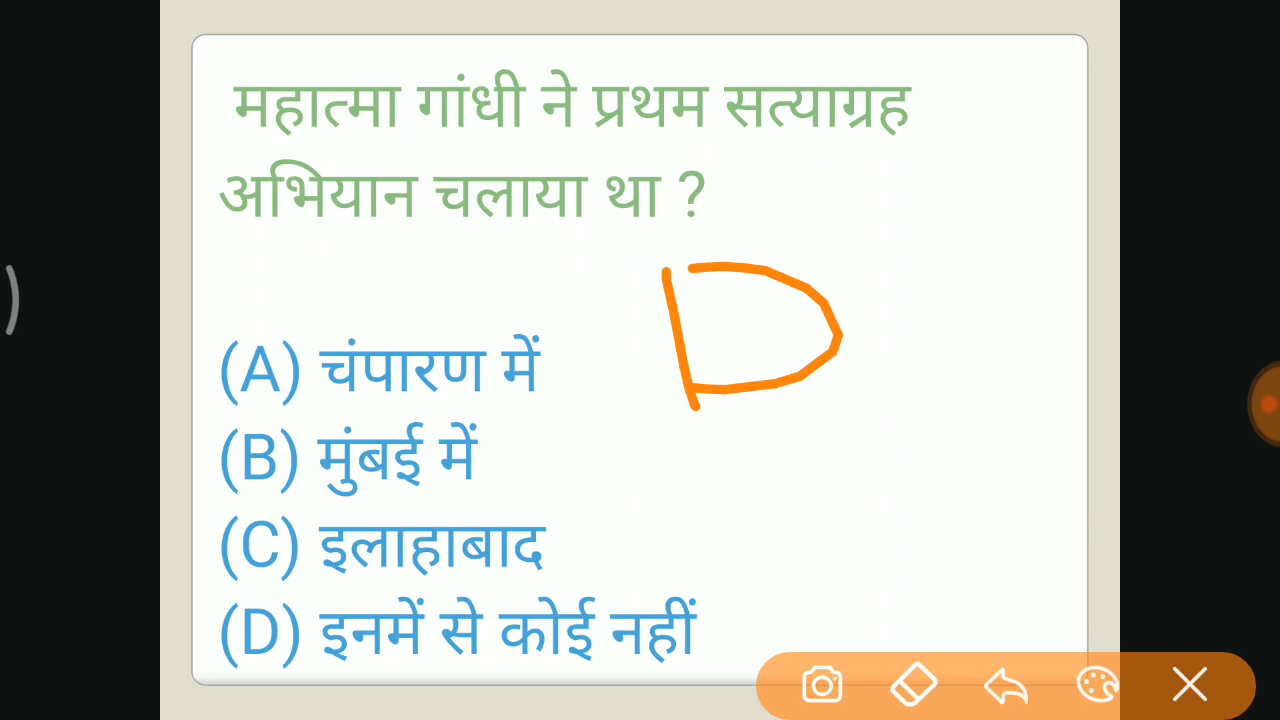 महात्मा गांधी ने प्रथम सत्याग्रह
अभियान चलाया था ?
D
(A) चंपारण में
(B) मुंबई में
(C) इलाहाबाद
(D) इनमें से कोई नहीं